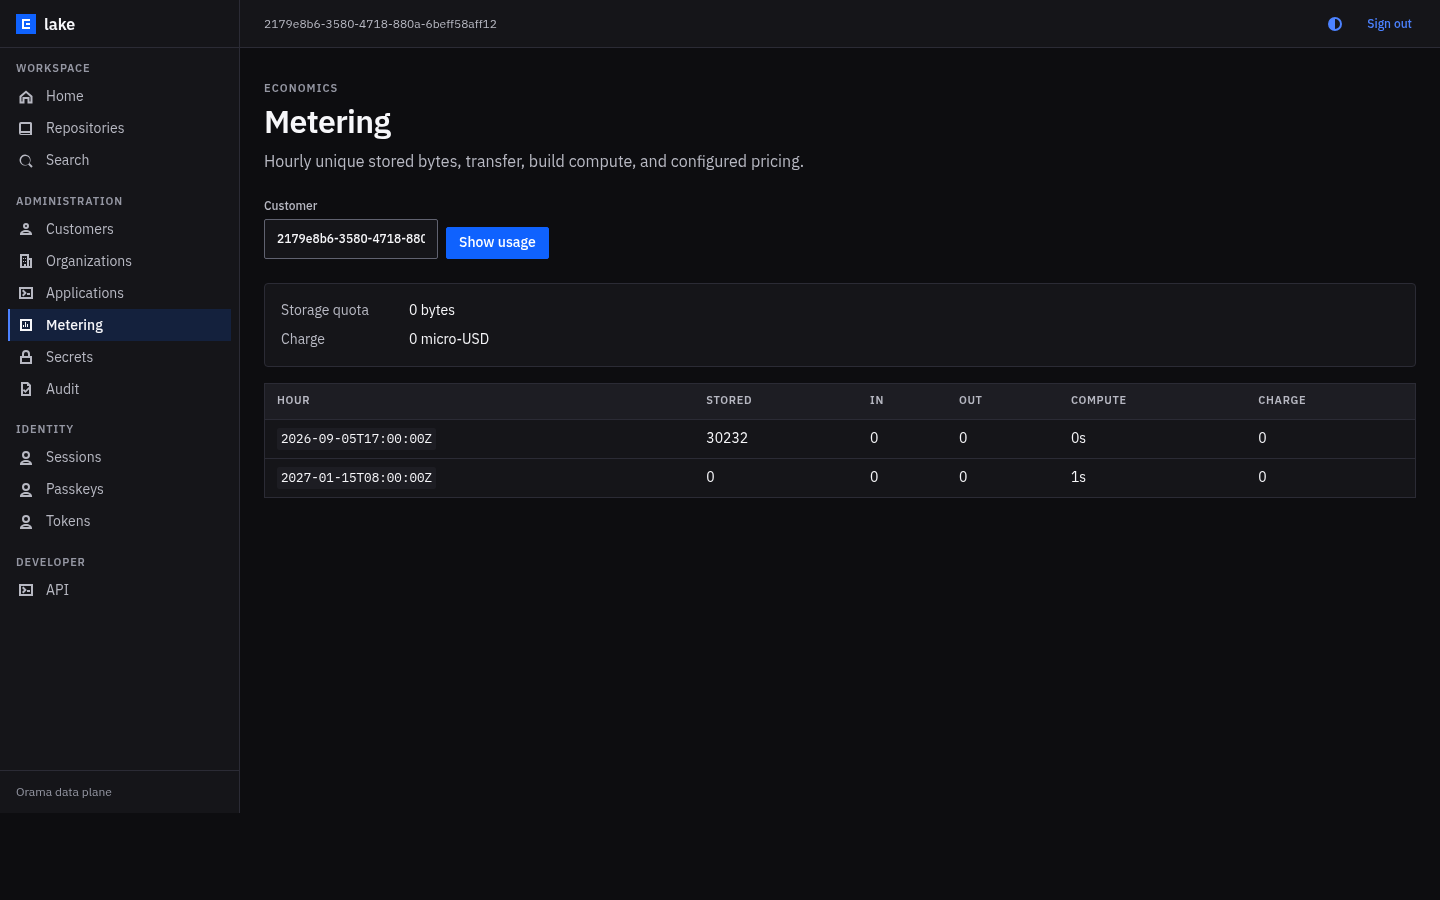 lake
2179e8b6-3580-4718-880a-6beff58aff12
Sign out
WORKSPACE
Home
Repositories
Search
ADMINISTRATION
Customers
Organizations
Applications
Metering
Secrets
Audit
IDENTITY
Sessions
Passkeys
Tokens
DEVELOPER
API
Orama data plane
ECONOMICS
Metering
Hourly unique stored bytes, transfer, build compute, and configured pricing.
Customer
2179e8b6-3580-4718-880
Show usage
Storage quota 0 bytes
Charge 0 micro-USD
HOUR STORED IN OUT COMPUTE CHARGE
2026-09-05T17:00:00Z 30232 0 0 0s 0
2027-01-15T08:00:00Z 0 0 0 1s 0